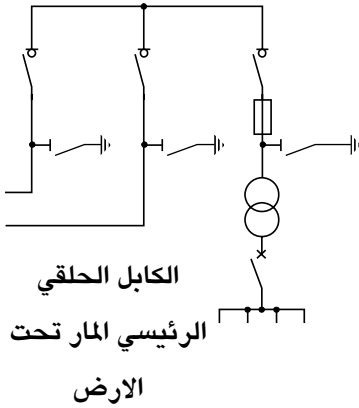 الكابل الحلقي
الرئيسي المار تحت
الارض